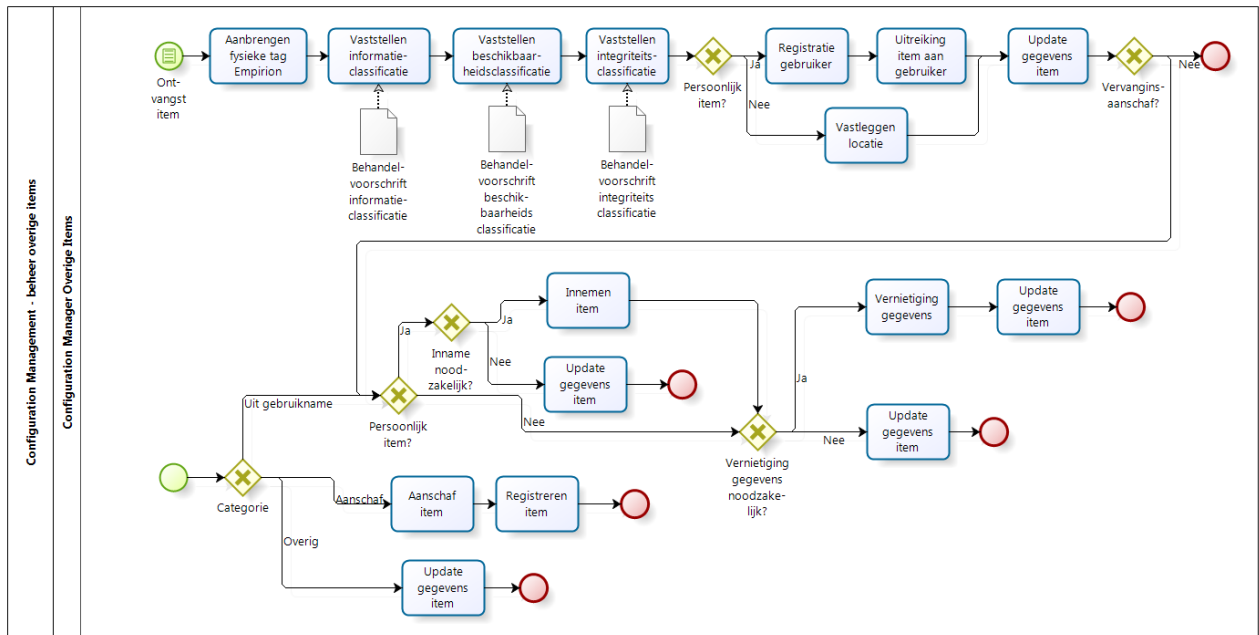 Configuration Management - beheer overige items
Configuration Manager Overige Items
Ont-
vangst
item
Aanbrengen
fysieke tag
Empirion
Vaststellen
informatie-
classificatie
Vaststellen
beschikbaar-
heidsclassificatie
Vaststellen
integriteits-
classificatie
Persoonlijk
item?
Ja
Nee
Registratie
gebruiker
Uitreiking
item aan
gebruiker
Vastleggen
locatie
Update
gegevens
item
Vervangins-
aanschaf?
Nee
Behandel-
voorschrift
informatie-
classificatie
Behandel-
voorschrift
beschik-
baarheids
classificatie
Behandel-
voorschrift
integriteits
classificatie
Innemen
item
Ja
Ja
Inname
nood-
zakelijk?
Nee
Update
gegevens
item
Vernietiging
gegevens
Update
gegevens
item
Uit gebruikname
Persoonlijk
item?
Nee
Ja
Vernietiging
gegevens
noodzake-
lijk?
Nee
Update
gegevens
item
Categorie
Aanschaf
Aanschaf
item
Registreren
item
Overig
Update
gegevens
item